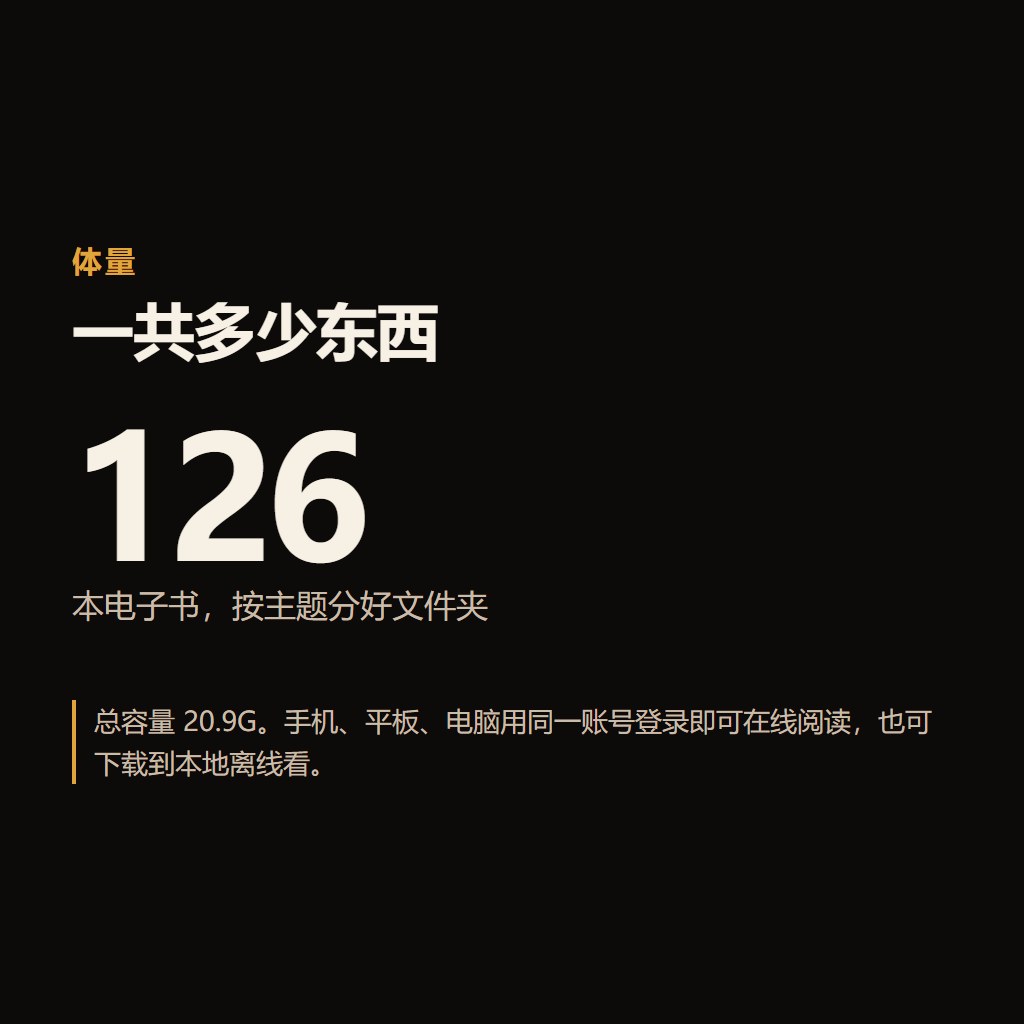 体量
一共多少东西
126
本电子书，按主题分好文件夹
总容量 20.9G。手机、平板、电脑用同一账号登录即可在线阅读，也可
下载到本地离线看。